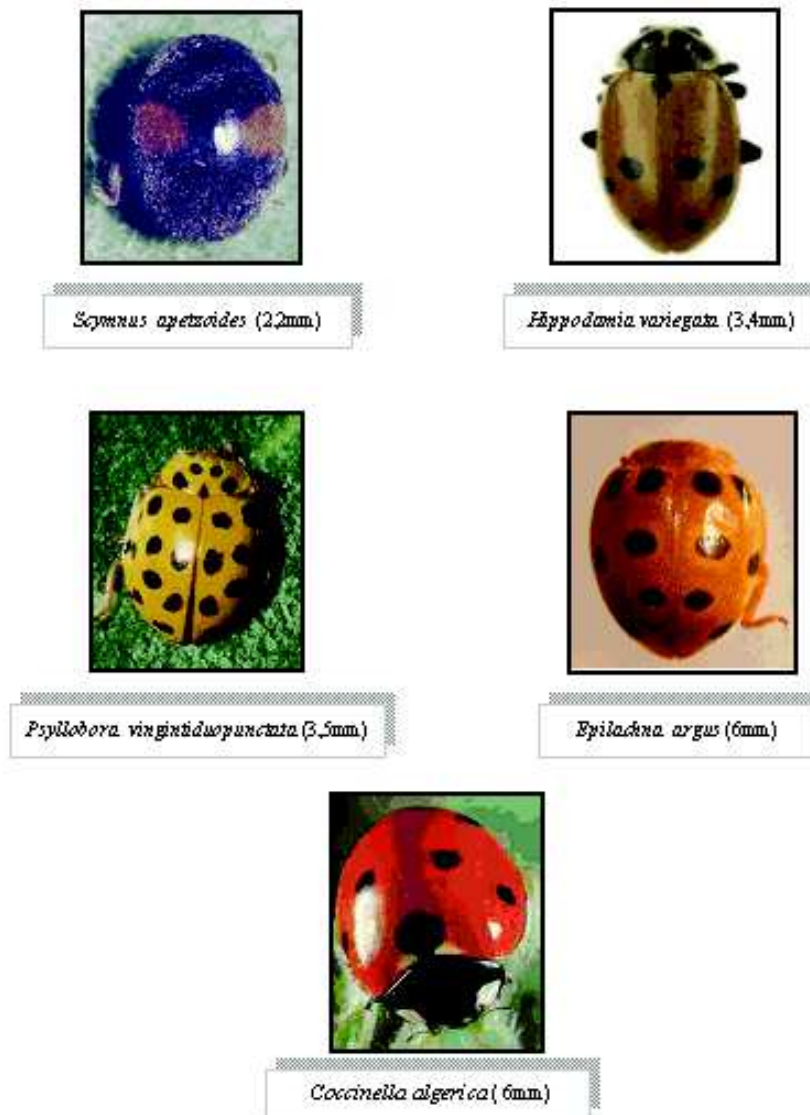 Scymnus apetzoides (2,2mm)
Hippodamia variegata (3,4mm)
Psyllobora vingintiduopunctata (3,5mm)
Epilachna argus (6mm)
Coccinella algerica ( 6mm)